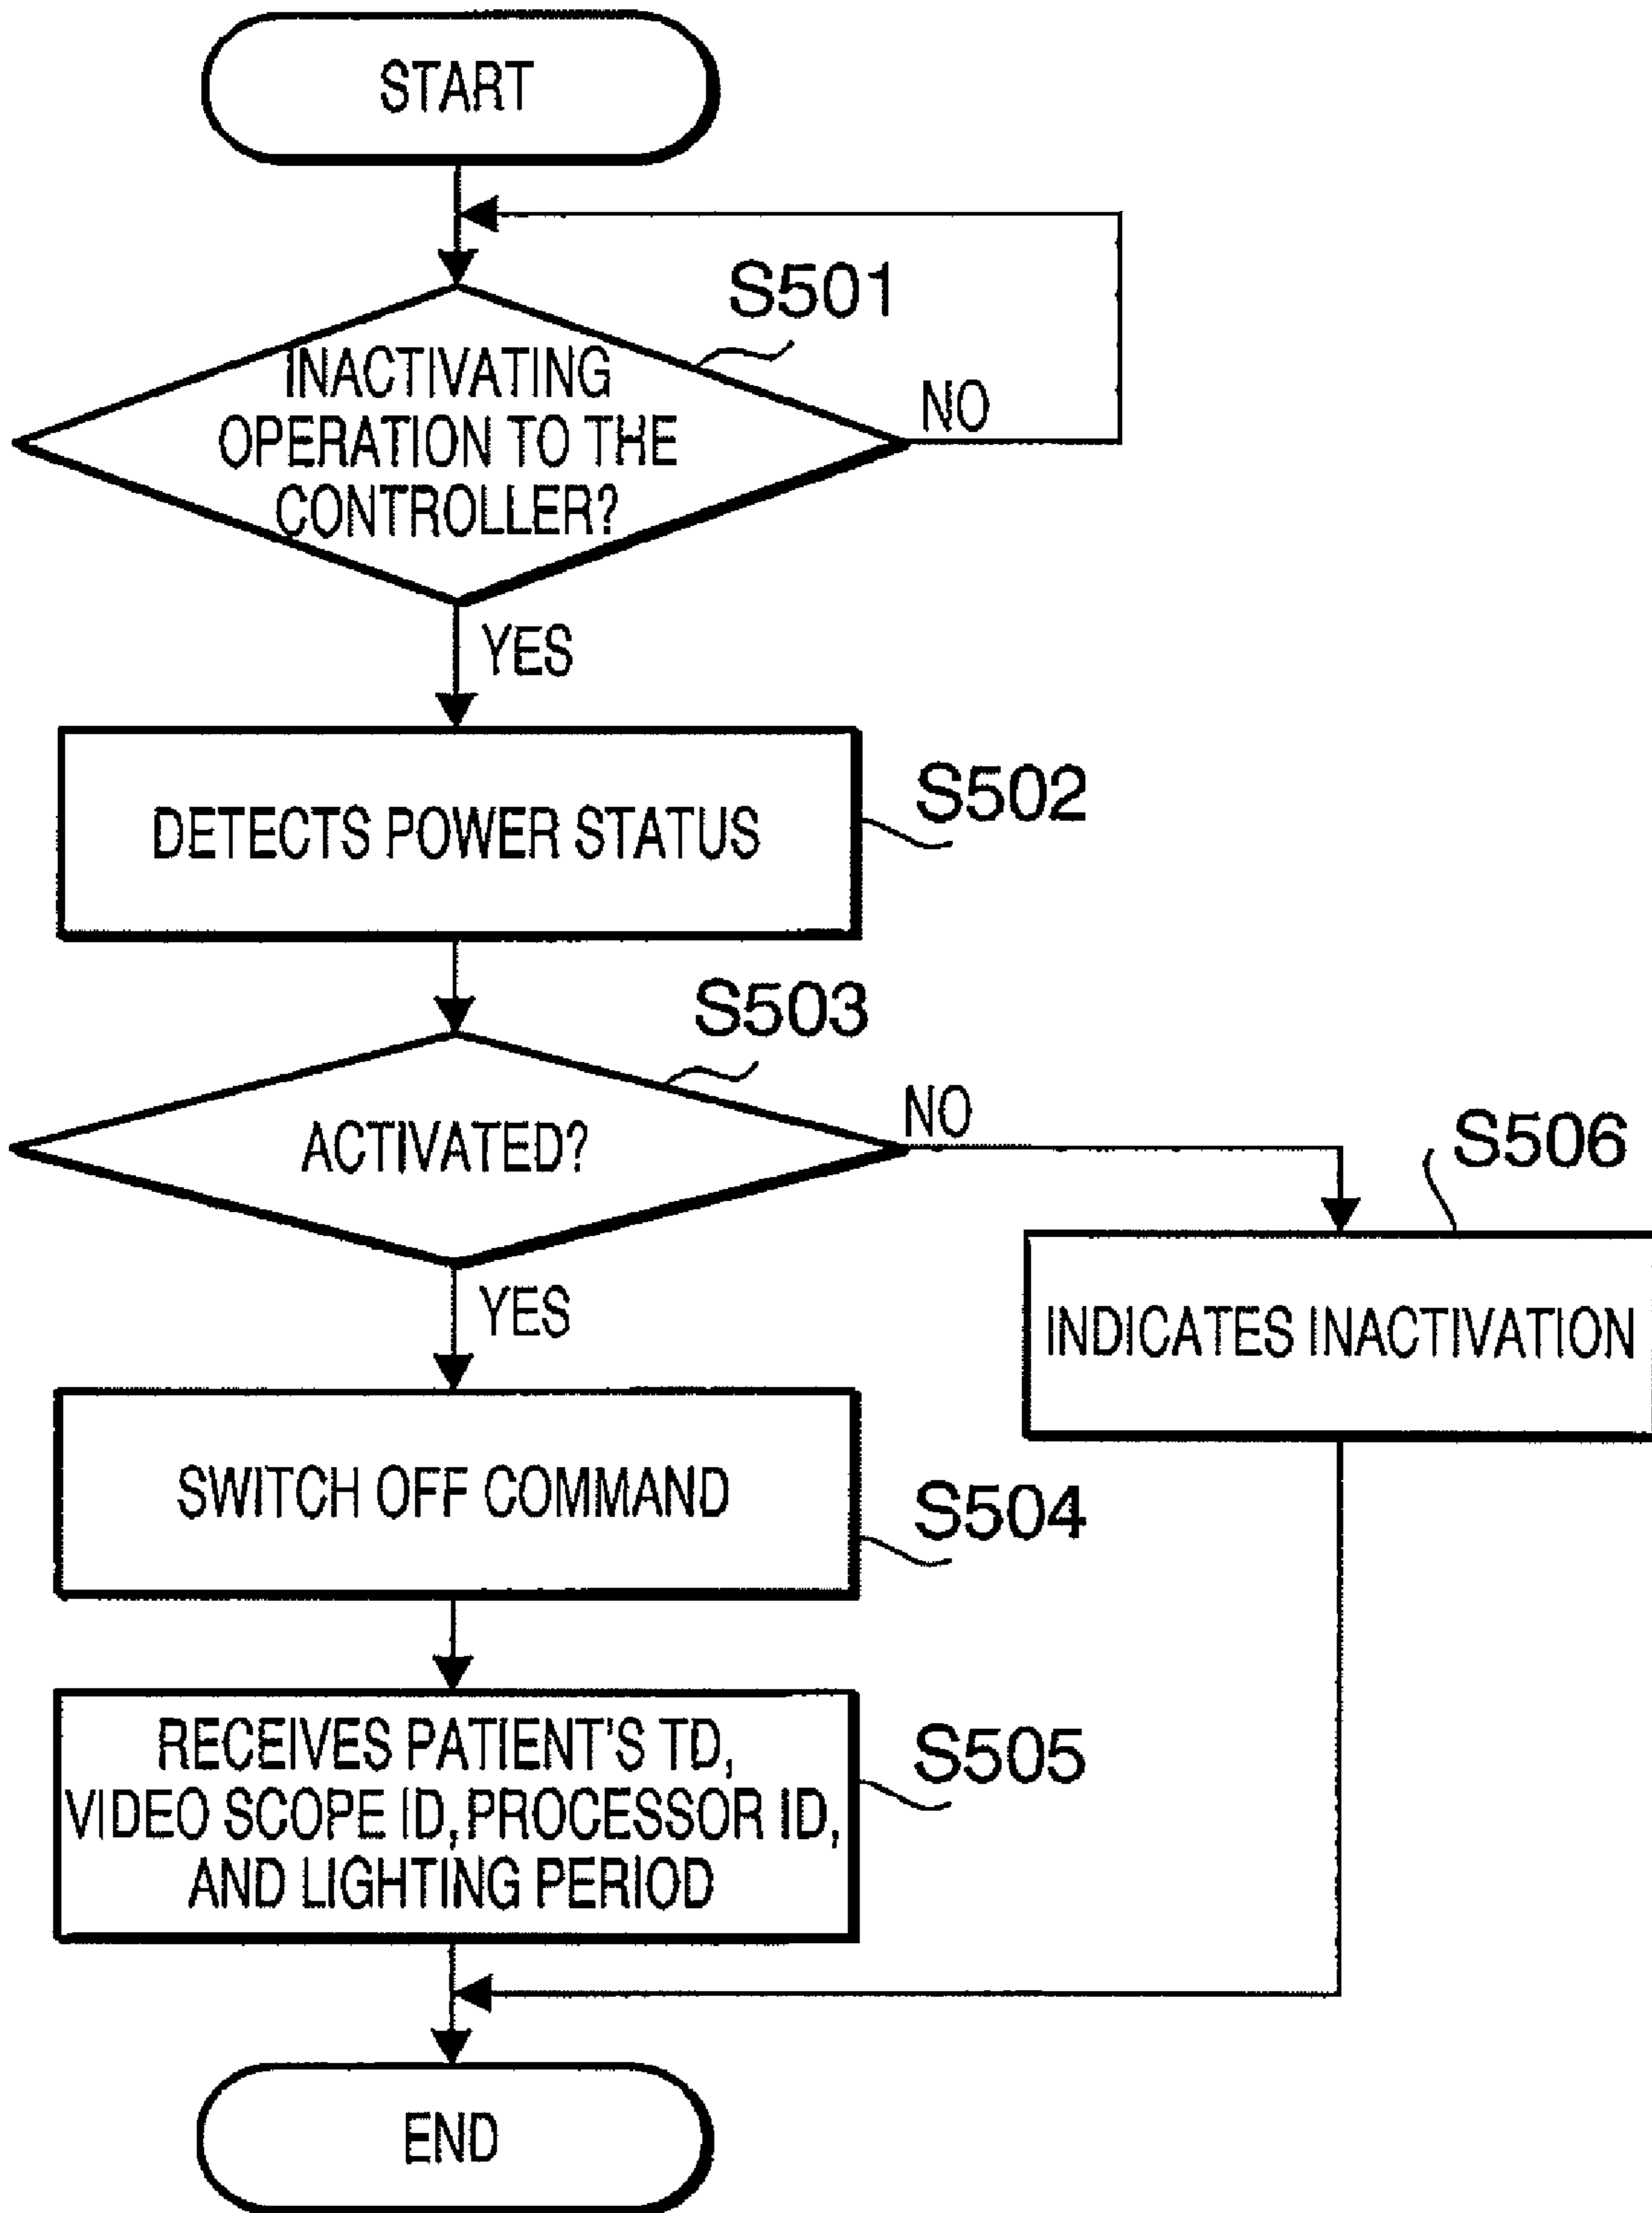 START
S501
INACTIVATING
OPERATION TO THE
CONTROLLER?
NO
YES
S502
DETECTS POWER STATUS
S503
ACTIVATED?
NO
S506
YES
INDICATES INACTIVATION
SWITCH OFF COMMAND
S504
RECEIVES PATIENT'S TD,
VIDEO SCOPE ID, PROCESSOR ID,
AND LIGHTING PERIOD
S505
END